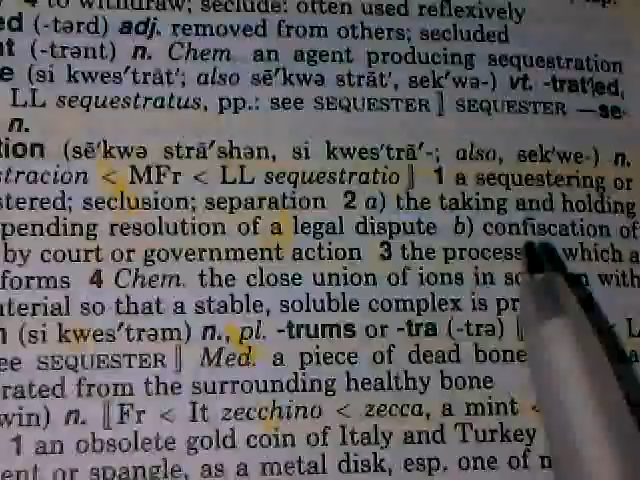 4 to withdraw; seclude: often used reflexively
ed (-tərd) adj. removed from others; secluded
nt (-trənt) n. Chem. an agent producing sequestration
e (si kwes′trāt′; also sē′kwə strāt′, sek′wə-) vt. -trat′ed,
LL sequestratus, pp.: see SEQUESTER ] SEQUESTER —se-
n.
tion (sē′kwə strā′shən, si kwes′trā′-; also, sek′we-) n.
stracion < MFr < LL sequestratio ] 1 a sequestering or
stered; seclusion; separation 2 a) the taking and holding
pending resolution of a legal dispute b) confiscation of
by court or government action 3 the process which a
forms 4 Chem. the close union of ions in with
aterial so that a stable, soluble complex is
m (si kwes′trəm) n., pl. -trums or -tra (-trə) [ < L
ee SEQUESTER ] Med. a piece of dead bone
rated from the surrounding healthy bone
win) n. [Fr < It zecchino < zecca, a mint <
1 an obsolete gold coin of Italy and Turkey
ent or spangle, as a metal disk, esp. one of